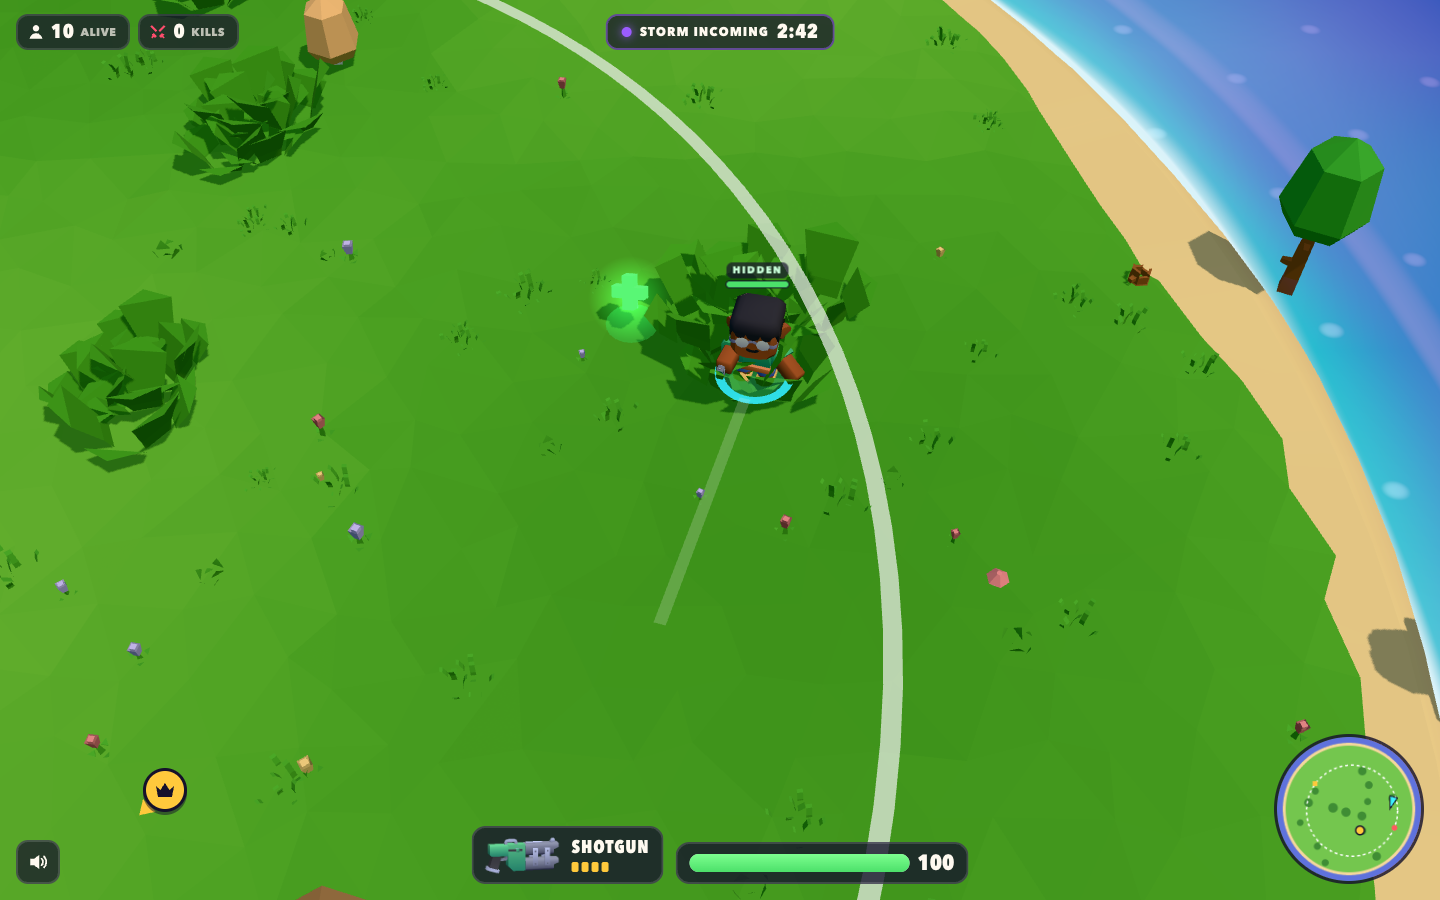 10 ALIVE
0 KILLS
STORM INCOMING 2:42
HIDDEN
SHOTGUN
100